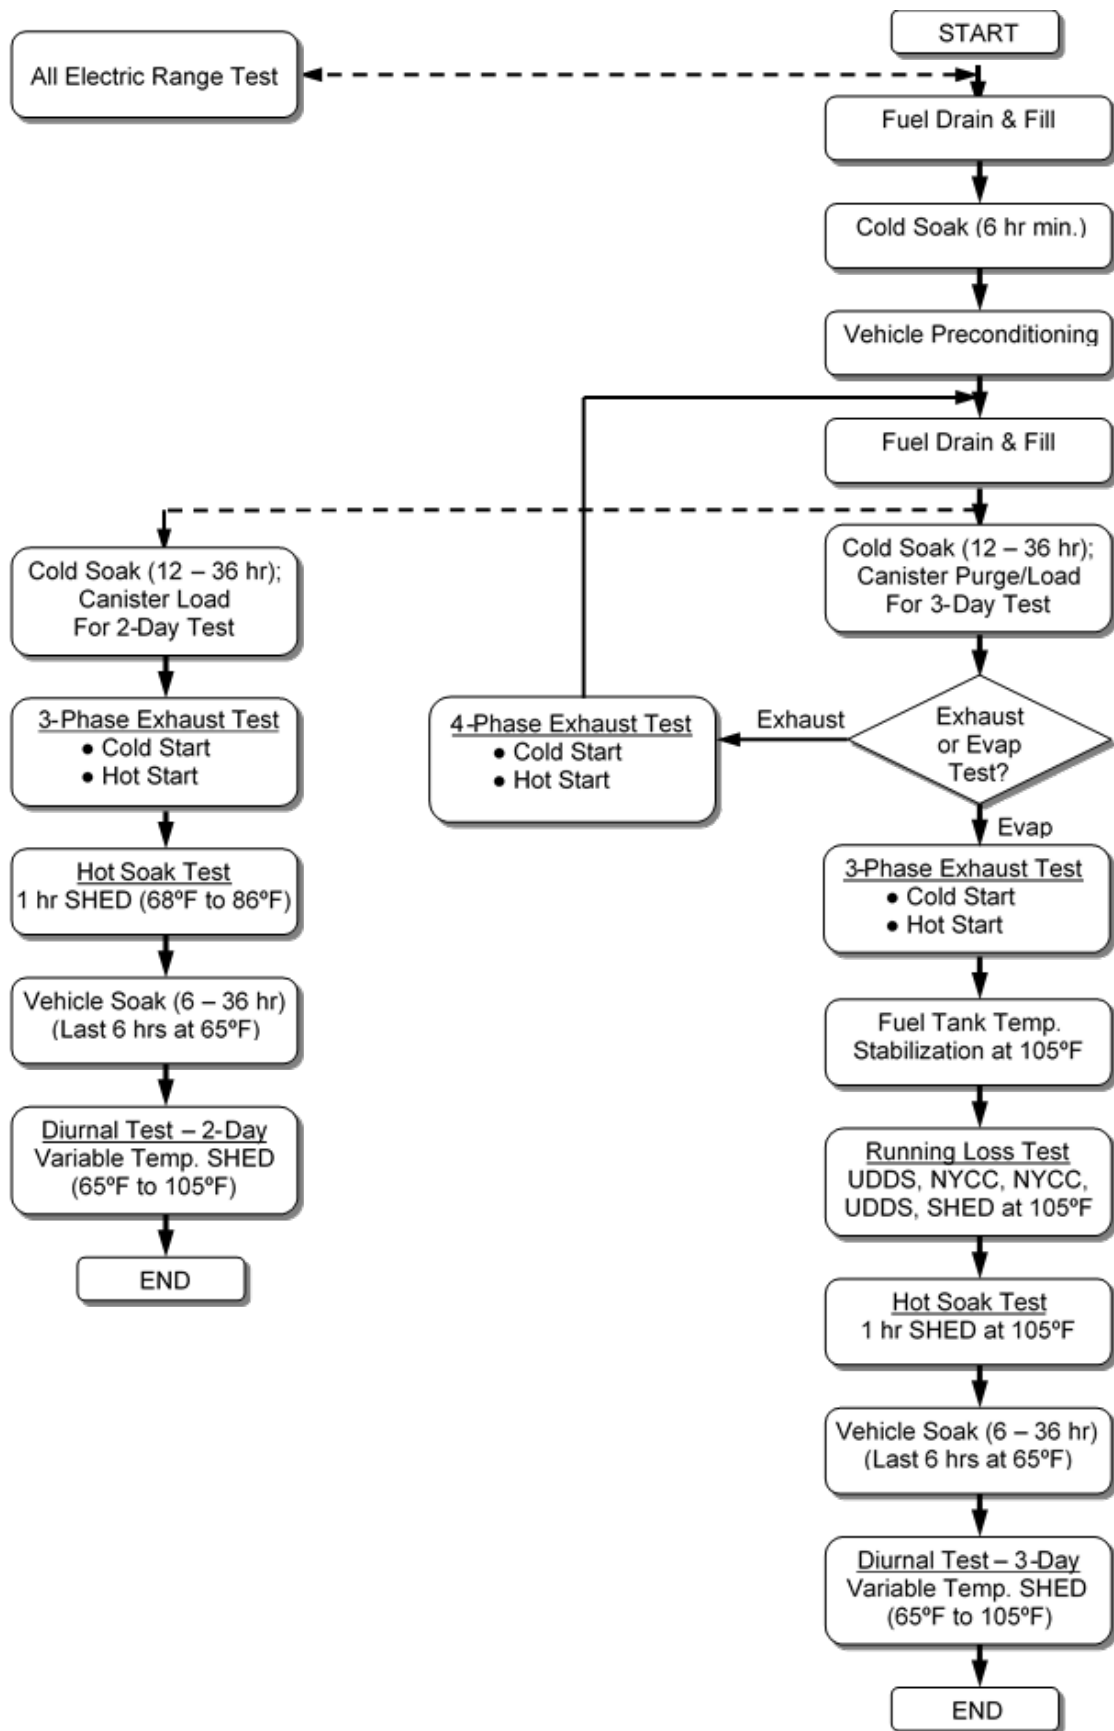 START
All Electric Range Test
Fuel Drain & Fill
Cold Soak (6 hr min.)
Vehicle Preconditioning
Fuel Drain & Fill
Cold Soak (12 – 36 hr);
Canister Purge/Load
For 3-Day Test
Cold Soak (12 – 36 hr);
Canister Load
For 2-Day Test
3-Phase Exhaust Test
● Cold Start
● Hot Start
Hot Soak Test
1 hr SHED (68ºF to 86ºF)
Vehicle Soak (6 – 36 hr)
(Last 6 hrs at 65ºF)
Diurnal Test – 2-Day
Variable Temp. SHED
(65ºF to 105ºF)
END
4-Phase Exhaust Test
● Cold Start
● Hot Start
Exhaust
Exhaust
or Evap
Test?
Evap
3-Phase Exhaust Test
● Cold Start
● Hot Start
Fuel Tank Temp.
Stabilization at 105ºF
Running Loss Test
UDDS, NYCC, NYCC,
UDDS, SHED at 105ºF
Hot Soak Test
1 hr SHED at 105ºF
Vehicle Soak (6 – 36 hr)
(Last 6 hrs at 65ºF)
Diurnal Test – 3-Day
Variable Temp. SHED
(65ºF to 105ºF)
END